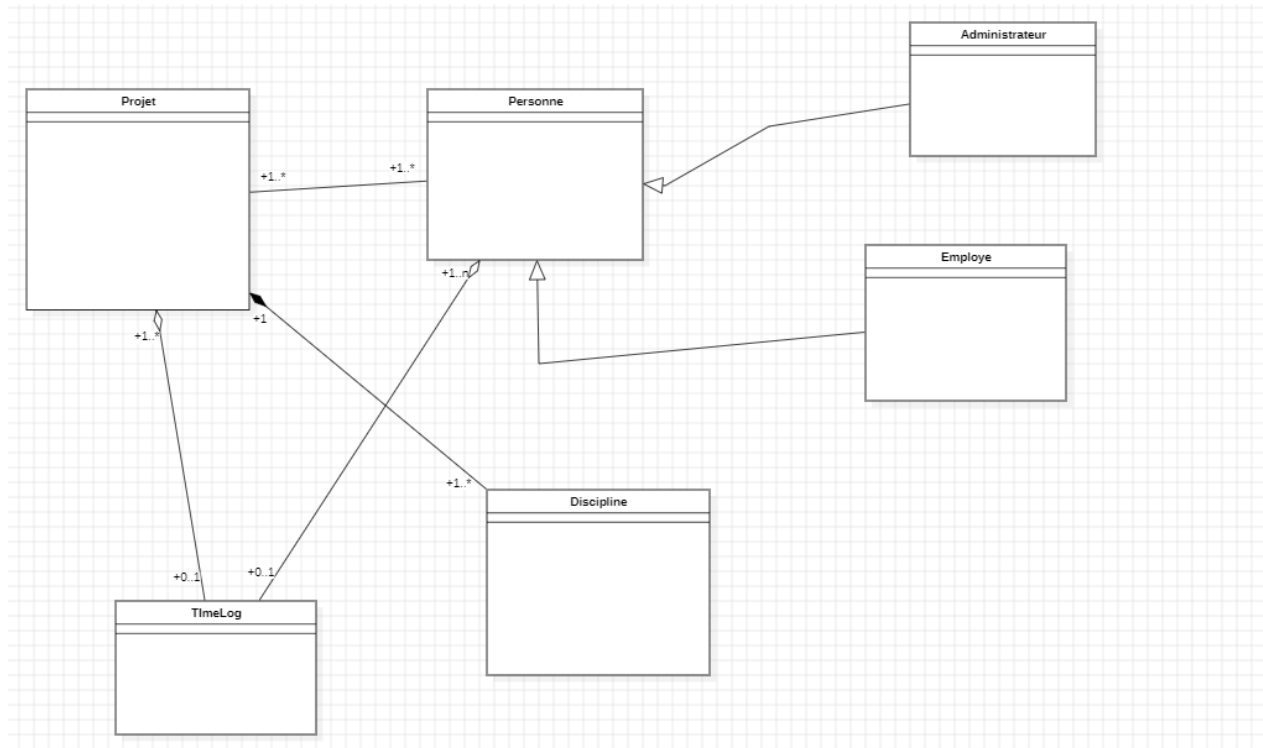 Administrateur
Projet
Personne
+1..*
+1..*
Employe
+1..n
+1
+1..*
+1..*
Discipline
+0..1
+0..1
TImeLog